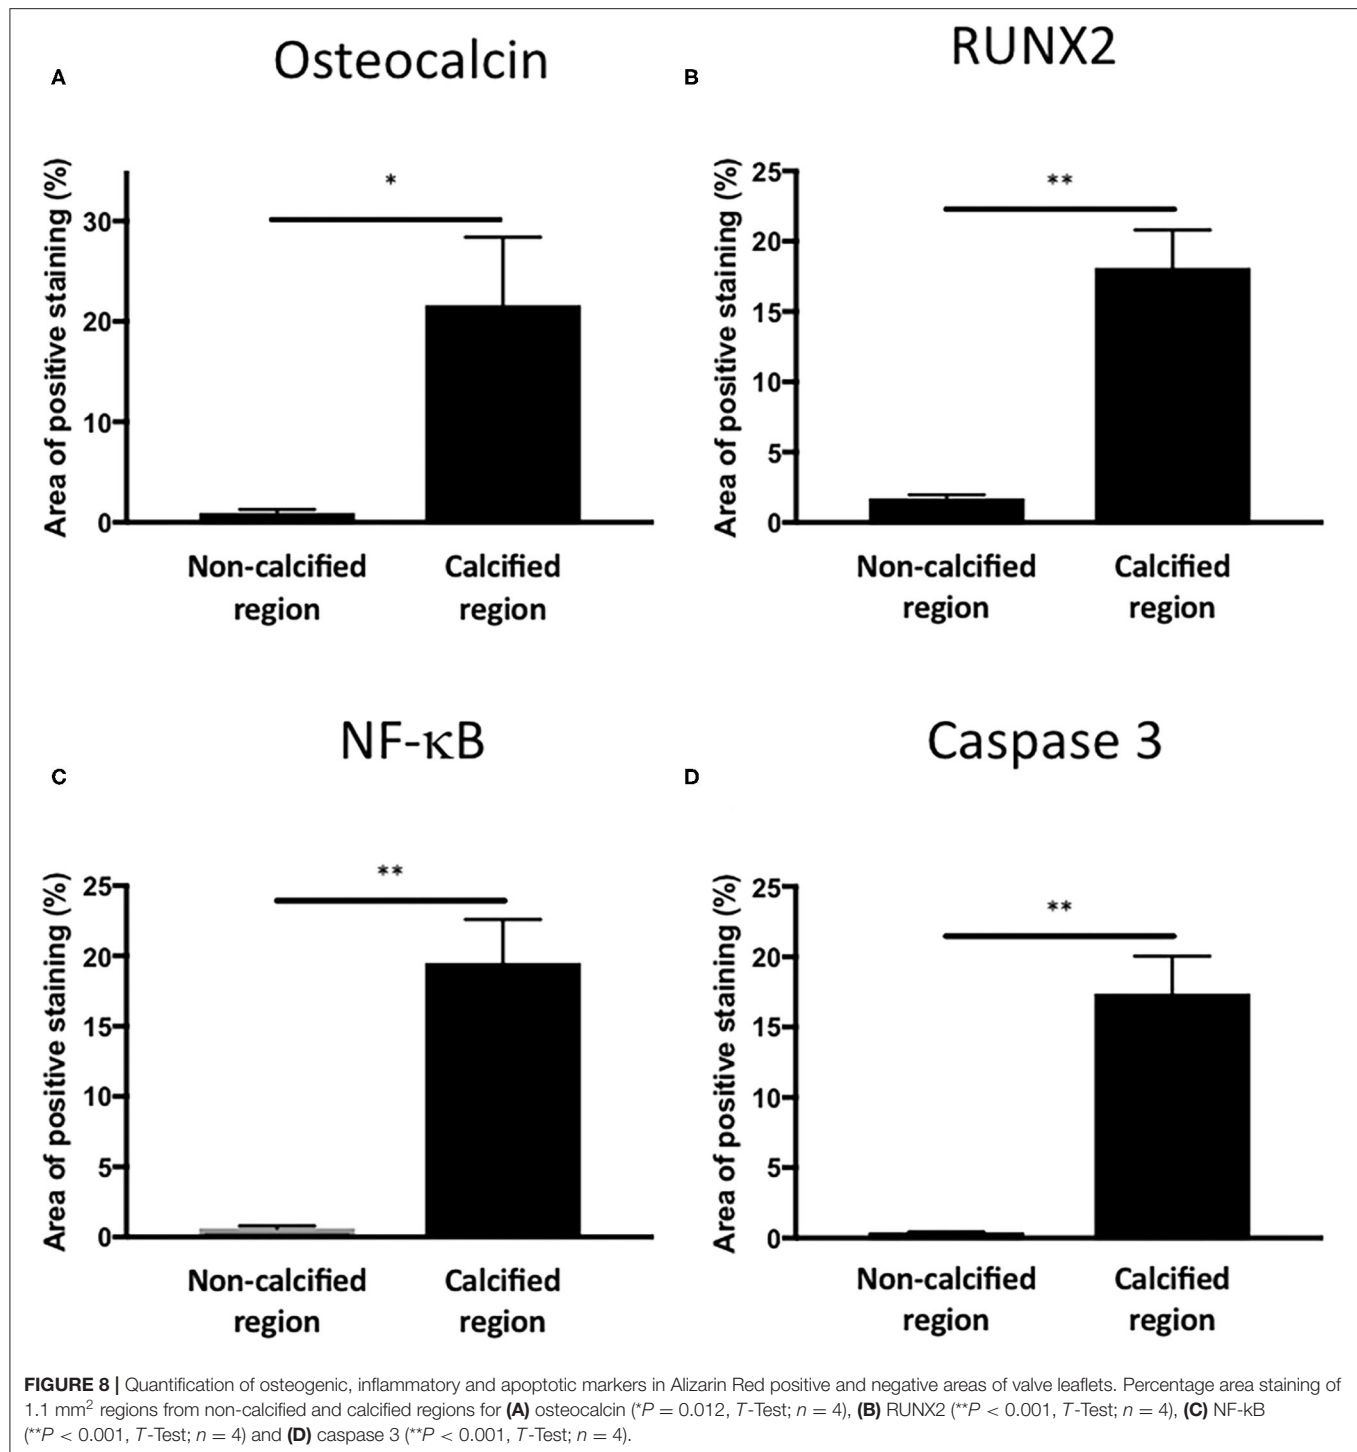 Osteocalcin
A
Area of positive staining (%)
30
20
10
0
*
Non-calcified
region
Calcified
region
RUNX2
B
Area of positive staining (%)
25
20
15
10
5
0
**
Non-calcified
region
Calcified
region
NF-κB
C
Area of positive staining (%)
25
20
15
10
5
0
**
Non-calcified
region
Calcified
region
Caspase 3
D
Area of positive staining (%)
25
20
15
10
5
0
**
Non-calcified
region
Calcified
region
FIGURE 8 | Quantification of osteogenic, inflammatory and apoptotic markers in Alizarin Red positive and negative areas of valve leaflets. Percentage area staining of
1.1 mm² regions from non-calcified and calcified regions for (A) osteocalcin (*P = 0.012, T-Test; n = 4), (B) RUNX2 (**P < 0.001, T-Test; n = 4), (C) NF-kB
(**P < 0.001, T-Test; n = 4) and (D) caspase 3 (**P < 0.001, T-Test; n = 4).